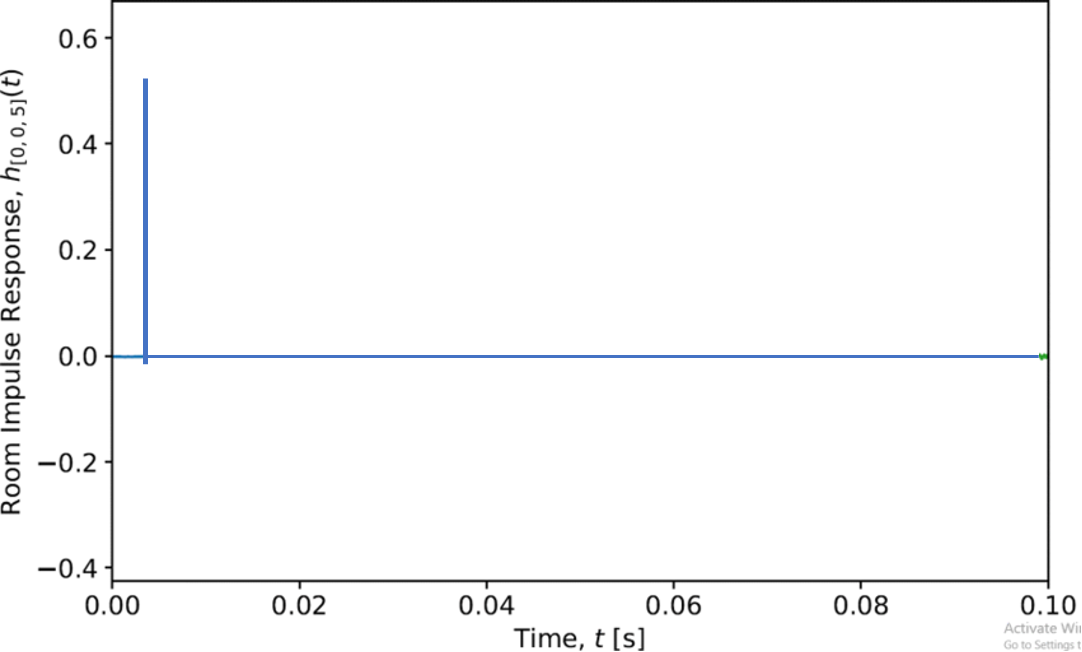 Room Impulse Response, h[0, 0, 5](t)
0.6
0.4
0.2
0.0
−0.2
−0.4
0.00 0.02 0.04 0.06 0.08 0.10
Time, t [s]
Activate Wi
Go to Settings t